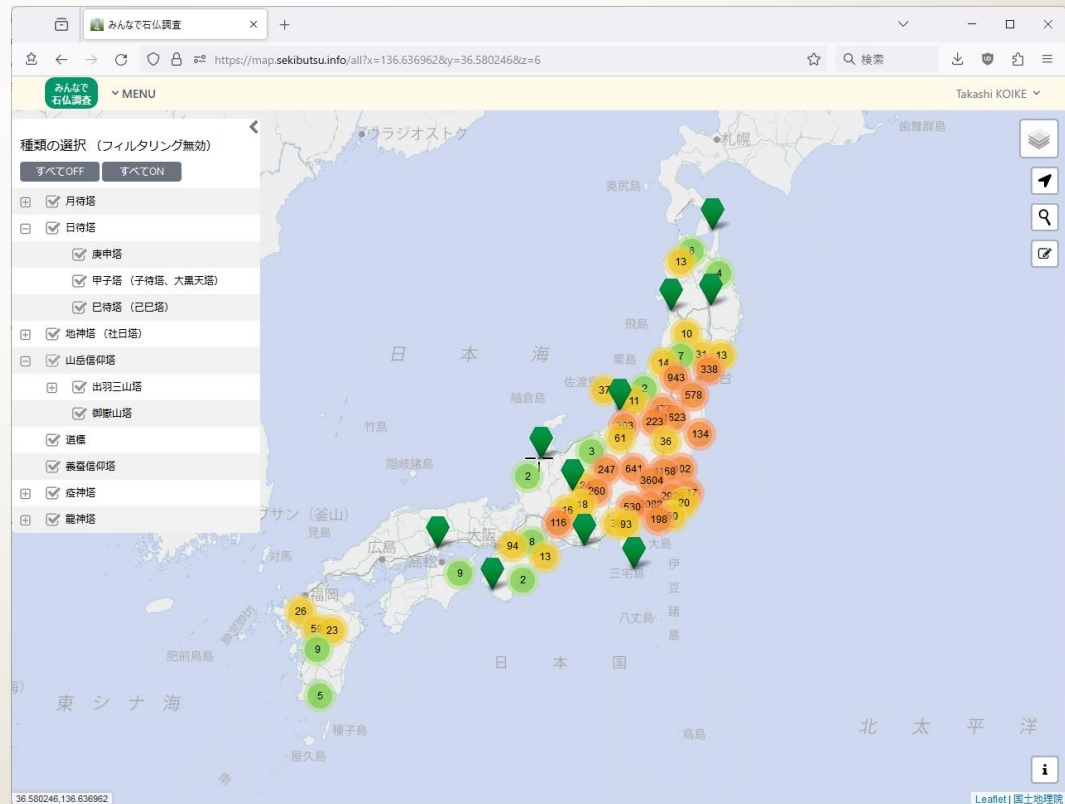 みんなで石仏調査
https://map.sekibutsu.info/all?x=136.636962&y=36.580246&z=6
検索
みんなで
石仏調査
MENU
Takashi KOIKE
種類の選択 （フィルタリング無効）
すべてOFF
すべてON
月待塔
日待塔
庚申塔
甲子塔 （子待塔、大黒天塔）
巳待塔 （己巳塔）
地神塔 （社日塔）
山岳信仰塔
出羽三山塔
御嶽山塔
道標
養蚕信仰塔
疫神塔
龍神塔
ウラジオストク
札幌
歯舞群島
奥尻島
6
13
4
飛島
10
日本海
粟島
14
7
31
13
338
943
佐渡
37
2
11
578
舳倉島
223
134
竹島
61
36
3
隠岐諸島
2
247
641
3604
260
18
16
530
20
116
93
198
プサン （釜山）
見島
大阪
94
8
大島
対馬
広島
高松
13
三宅島
伊豆諸島
9
2
福岡
26
八丈島
59
23
肥前鳥島
9
日本国
5
東シナ海
種子島
鳥島
北太平洋
屋久島
36.580246,136.636962
Leaflet | 国土地理院